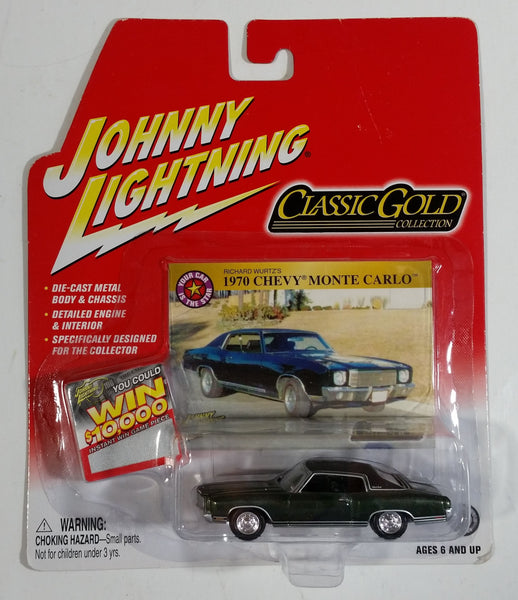 JOHNNY
LIGHTNING®
CLASSIC GOLD
COLLECTION
YOUR CAR
IS THE STAR
RICHARD WURTZ'S
1970 CHEVY® MONTE CARLO™
• DIE-CAST METAL
BODY & CHASSIS
• DETAILED ENGINE
& INTERIOR
• SPECIFICALLY DESIGNED
FOR THE COLLECTOR
YOU COULD
WIN
$10,000
INSTANT WIN GAME PIECE
WARNING:
CHOKING HAZARD—Small parts.
Not for children under 3 yrs.
AGES 6 AND UP